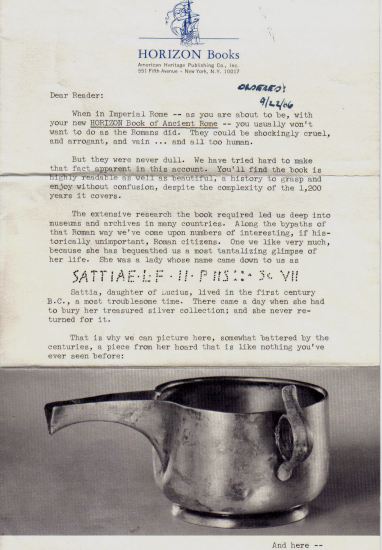 HORIZON Books
American Heritage Publishing Co., Inc.
551 Fifth Avenue - New York, N.Y. 10017
ORDERED
9/22/06
Dear Reader:
When in Imperial Rome -- as you are about to be, with
your new HORIZON Book of Ancient Rome -- you usually won't
want to do as the Romans did. They could be shockingly cruel,
and arrogant, and vain ... and all too human.
But they were never dull. We have tried hard to make
that fact apparent in this account. You'll find the book is
highly readable as well as beautiful, a history to grasp and
enjoy without confusion, despite the complexity of the 1,200
years it covers.
The extensive research the book required led us deep into
museums and archives in many countries. Along the bypaths of
that Roman way we've come upon numbers of interesting, if his-
torically unimportant, Roman citizens. One we like very much,
because she has bequeathed us a most tantalizing glimpse of
her life. She was a lady whose name came down to us as
SATTIAE·L·F
Sattia, daughter of Lucius, lived in the first century
B.C., a most troublesome time. There came a day when she had
to bury her treasured silver collection; and she never re-
turned for it.
That is why we can picture here, somewhat battered by the
centuries, a piece from her hoard that is like nothing you've
ever seen before:
And here --